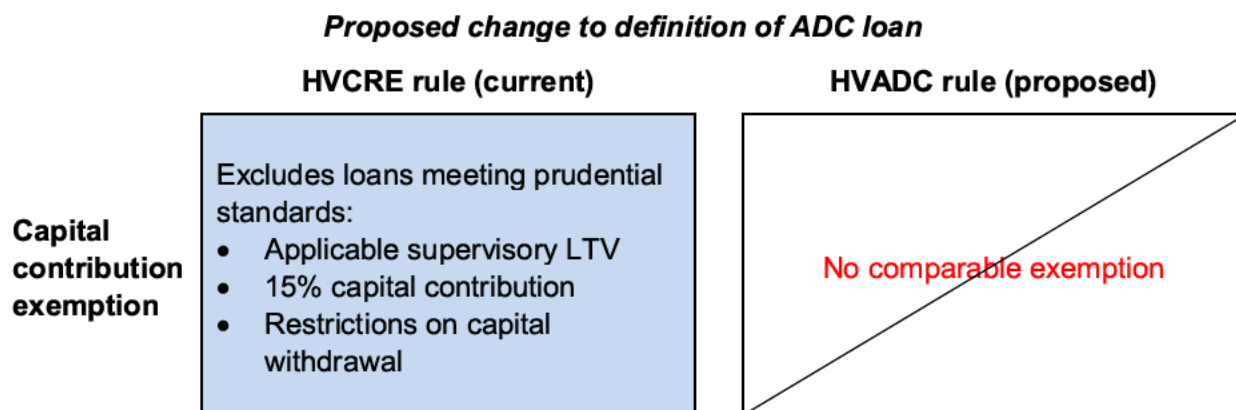 Proposed change to definition of ADC loan
HVCRE rule (current)
HVADC rule (proposed)
Capital
contribution
exemption
Excludes loans meeting prudential
standards:
• Applicable supervisory LTV
• 15% capital contribution
• Restrictions on capital
withdrawal
No comparable exemption